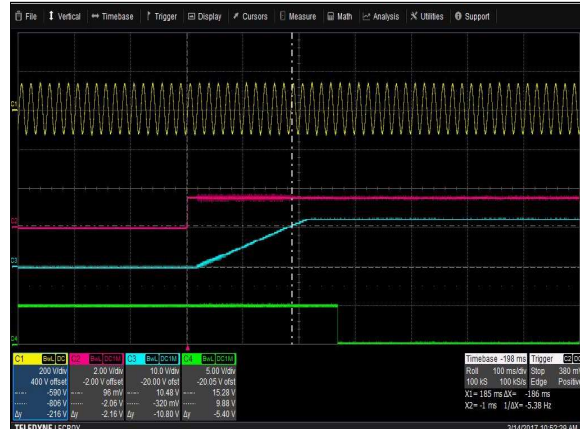 File Vertical Timebase Trigger Display Cursors Measure Math Analysis Utilities Support
C1 BwL DC C2 BwL DC1M C3 BwL DC1M C4 BwL DC1M
200 V/div 2.00 V/div 10.0 V/div 5.00 V/div
400 V offset -2.00 V offset -20.00 V ofst -20.05 V ofst
-590 V 96 mV 10.48 V 15.28 V
-806 V -2.06 V -320 mV 9.88 V
Δy -216 V Δy -2.16 V Δy -10.80 V Δy -5.40 V
Timebase -198 ms Trigger C2 DC
Roll 100 ms/div Stop 380 mV
100 kS 100 kS/s Edge Positive
X1= 185 ms ΔX= -186 ms
X2= -1 ms 1/ΔX= -5.38 Hz
TELEDYNE LECROY